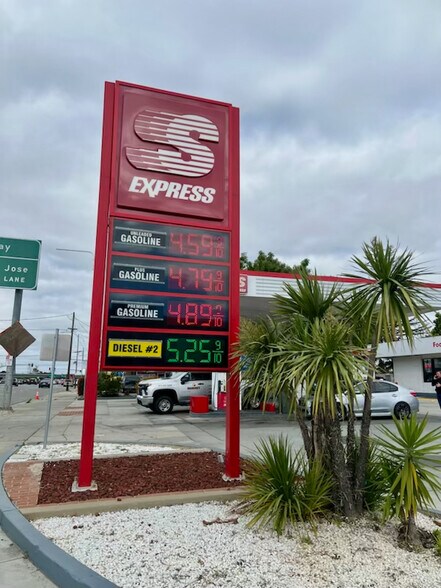 S
EXPRESS
UNLEADED
GASOLINE 4.59 9/10
PLUS
GASOLINE 4.79 9/10
PREMIUM
GASOLINE 4.89 9/10
DIESEL #2 5.25 9/10
ay
Jose
LANE